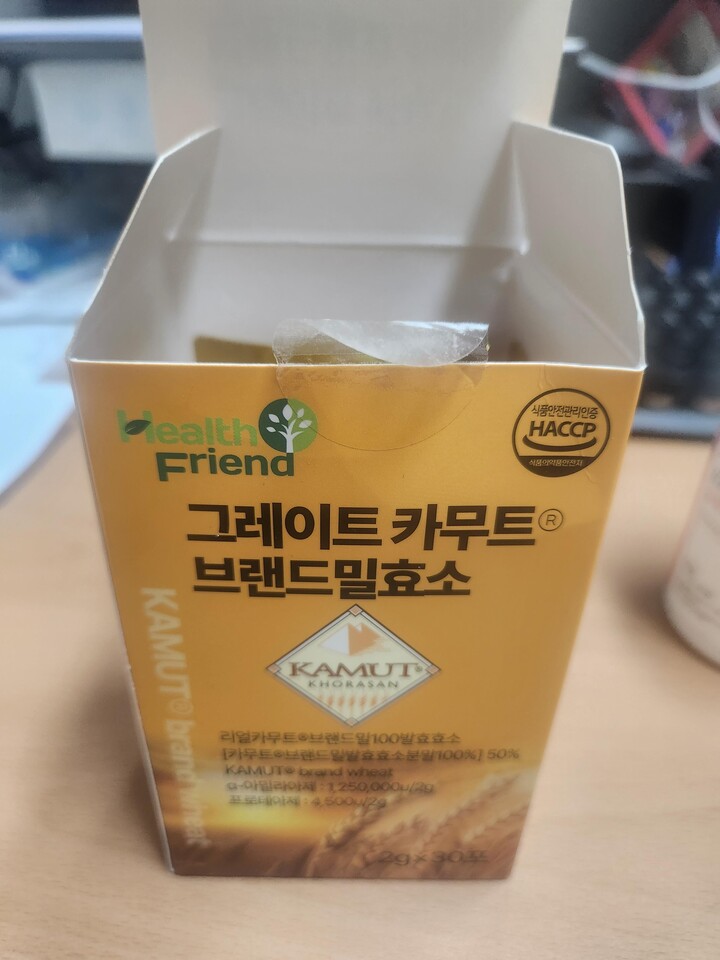 Health
Friend
식품안전관리인증
HACCP
식품의약품안전처
그레이트 카무트®
브랜드밀효소
KAMUT®
KHORASAN
리얼카무트®브랜드밀100발효효소
[카무트®브랜드밀발효효소분말100%] 50%
KAMUT® brand wheat
α-아밀라아제 : 1,250,000u/2g
프로테아제 : 4,500u/2g
2g x 30포
KAMUT® brand wheat